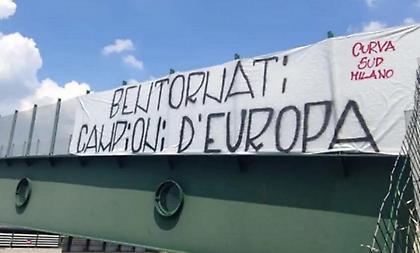 BENTORNATI
CAMPIONI D'EUROPA
CURVA
SUD
MILANO